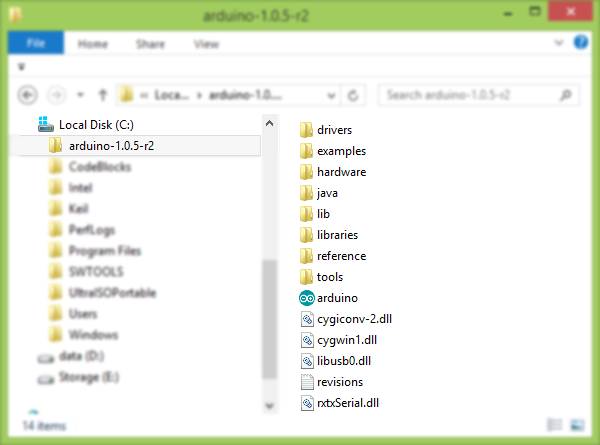 arduino-1.0.5-r2
File Home Share View
Loca... arduino-1.0.... Search arduino-1.0.5-r2
Local Disk (C:)
arduino-1.0.5-r2
CodeBlocks
Intel
Keil
PerfLogs
Program Files
SWTOOLS
UltraISOPortable
Users
Windows
data (D:)
Storage (E:)
drivers
examples
hardware
java
lib
libraries
reference
tools
arduino
cygiconv-2.dll
cygwin1.dll
libusb0.dll
revisions
rxtxSerial.dll
14 items